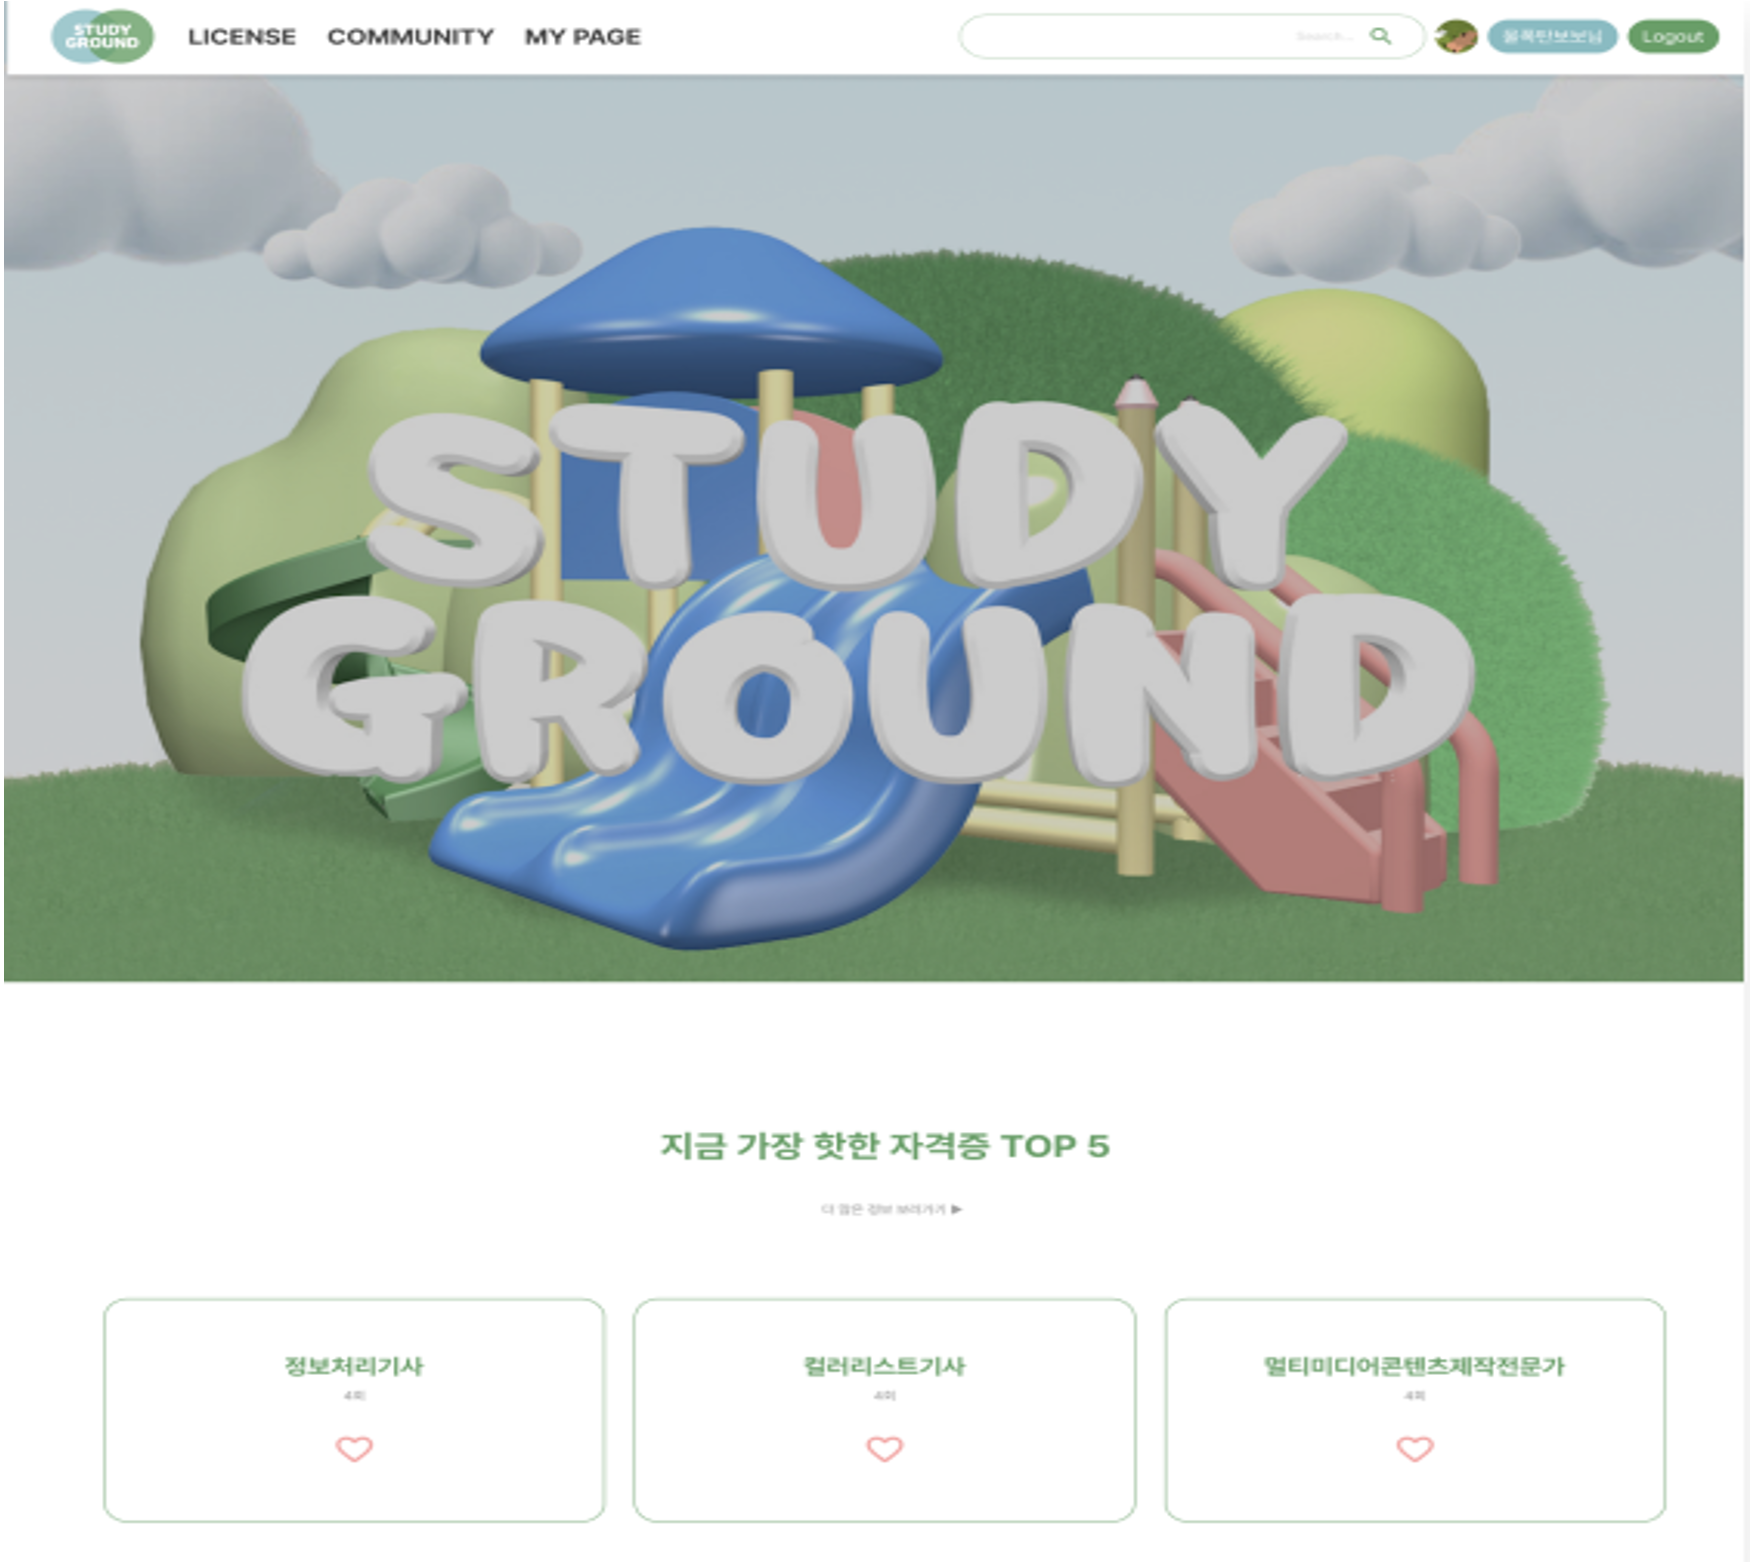 STUDY
GROUND
LICENSE COMMUNITY MY PAGE
Search... Logout
STUDY
GROUND
지금 가장 핫한 자격증 TOP 5
더 많은 정보 보러가기 ▶
정보처리기사
4회
컬러리스트기사
4회
멀티미디어콘텐츠제작전문가
4회